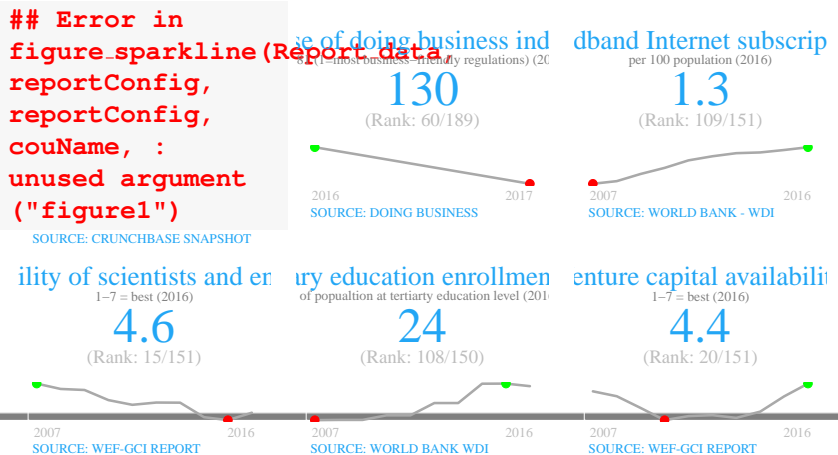 ## Error in
figure_sparkline(Report_data,
reportConfig,
reportConfig,
couName, :
unused argument
("figure1")
SOURCE: CRUNCHBASE SNAPSHOT
se of doing business ind
(1=most business-friendly regulations) (20
130
(Rank: 60/189)
2016 2017
SOURCE: DOING BUSINESS
dband Internet subscrip
per 100 population (2016)
1.3
(Rank: 109/151)
2007 2016
SOURCE: WORLD BANK - WDI
ility of scientists and en
1−7 = best (2016)
4.6
(Rank: 15/151)
2007 2016
SOURCE: WEF-GCI REPORT
ary education enrollmen
of popualtion at tertiarty education level (201
24
(Rank: 108/150)
2007 2016
SOURCE: WORLD BANK WDI
enture capital availabilit
1−7 = best (2016)
4.4
(Rank: 20/151)
2007 2016
SOURCE: WEF-GCI REPORT